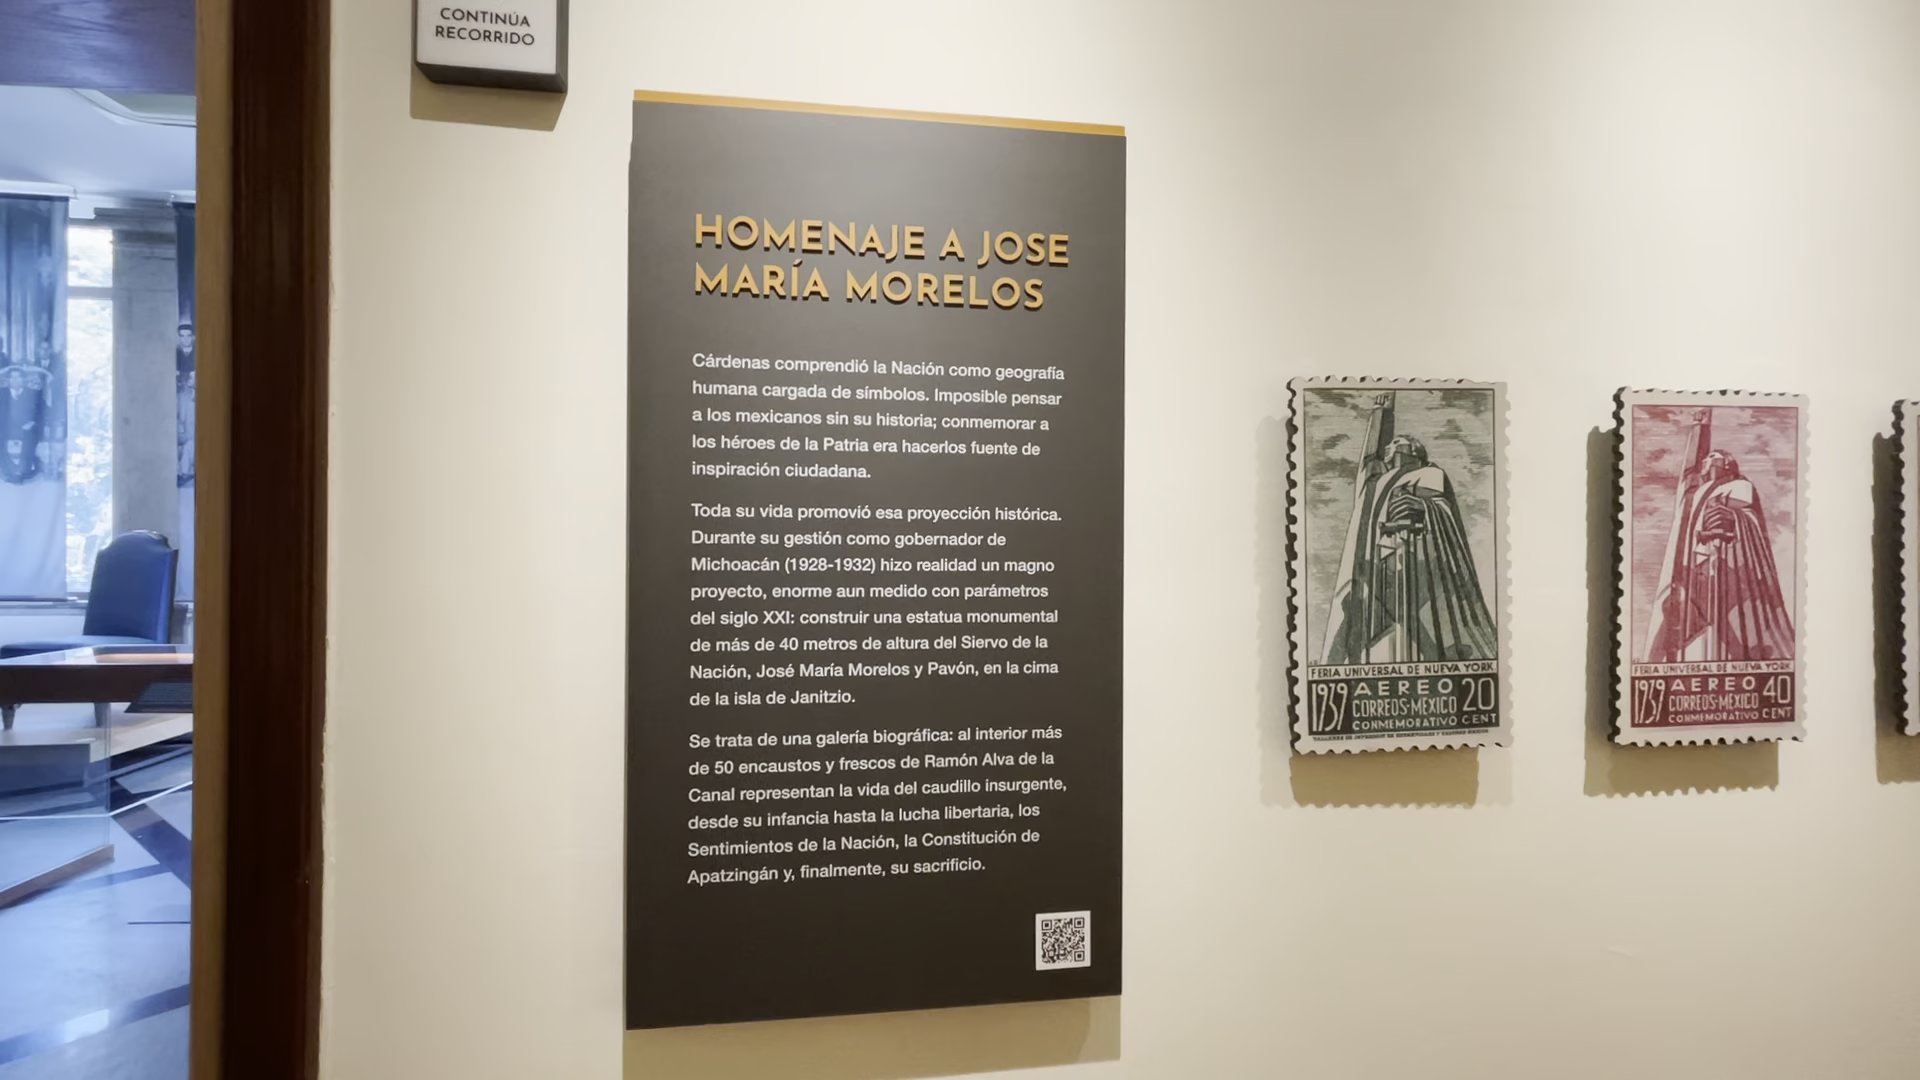 CONTINÚA
RECORRIDO
HOMENAJE A JOSE
MARÍA MORELOS
Cárdenas comprendió la Nación como geografía
humana cargada de símbolos. Imposible pensar
a los mexicanos sin su historia; conmemorar a
los héroes de la Patria era hacerlos fuente de
inspiración ciudadana.
Toda su vida promovió esa proyección histórica.
Durante su gestión como gobernador de
Michoacán (1928-1932) hizo realidad un magno
proyecto, enorme aun medido con parámetros
del siglo XXI: construir una estatua monumental
de más de 40 metros de altura del Siervo de la
Nación, José María Morelos y Pavón, en la cima
de la isla de Janitzio.
Se trata de una galería biográfica: al interior más
de 50 encaustos y frescos de Ramón Alva de la
Canal representan la vida del caudillo insurgente,
desde su infancia hasta la lucha libertaria, los
Sentimientos de la Nación, la Constitución de
Apatzingán y, finalmente, su sacrificio.
FERIA UNIVERSAL DE NUEVA YORK
1939 AEREO 20
CORREOS·MEXICO
CONMEMORATIVO CENT
FERIA UNIVERSAL DE NUEVA YORK
1939 AEREO 40
CORREOS·MEXICO
CONMEMORATIVO CENT